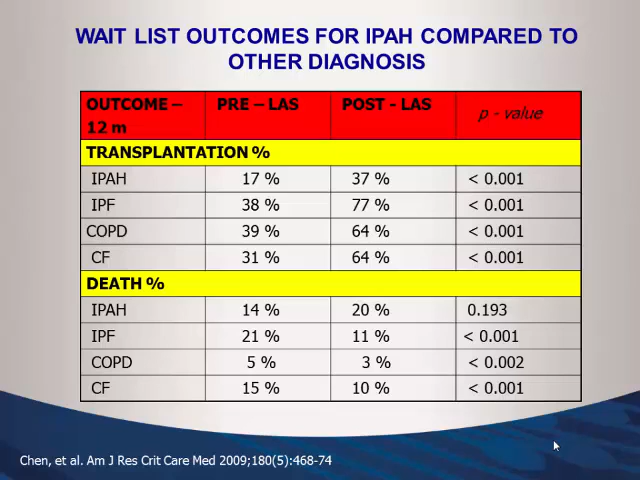 WAIT LIST OUTCOMES FOR IPAH COMPARED TO
OTHER DIAGNOSIS
OUTCOME – 12 m PRE – LAS POST - LAS p - value
TRANSPLANTATION %
IPAH 17 % 37 % < 0.001
IPF 38 % 77 % < 0.001
COPD 39 % 64 % < 0.001
CF 31 % 64 % < 0.001
DEATH %
IPAH 14 % 20 % 0.193
IPF 21 % 11 % < 0.001
COPD 5 % 3 % < 0.002
CF 15 % 10 % < 0.001
Chen, et al. Am J Res Crit Care Med 2009;180(5):468-74